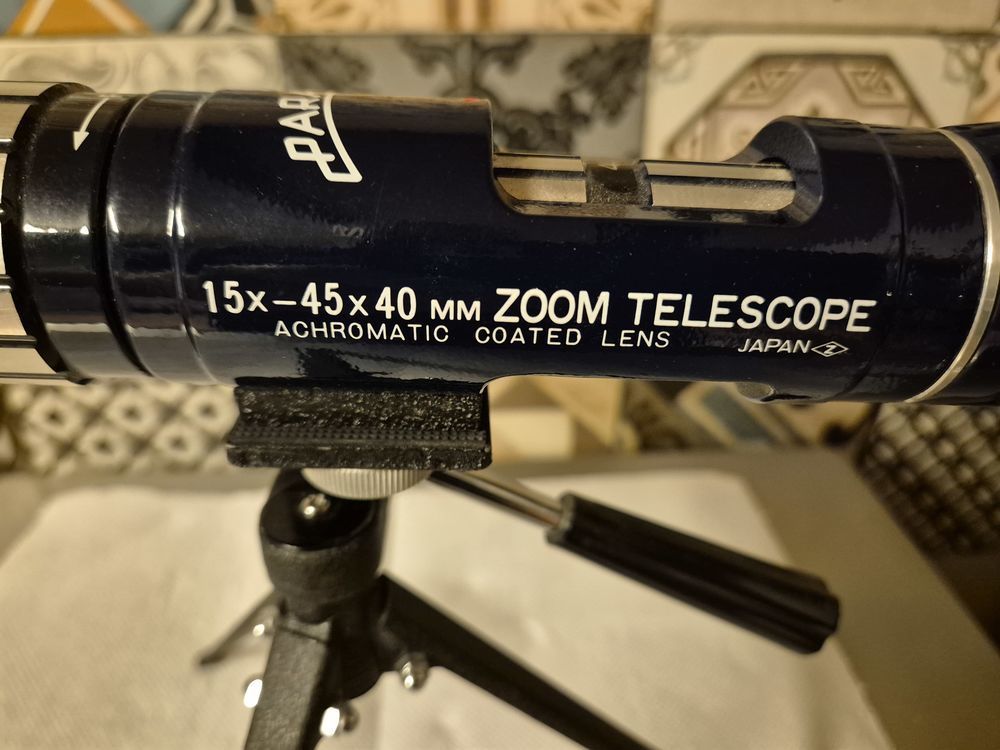 15x-45x40 MM ZOOM TELESCOPE
ACHROMATIC COATED LENS
JAPAN Z